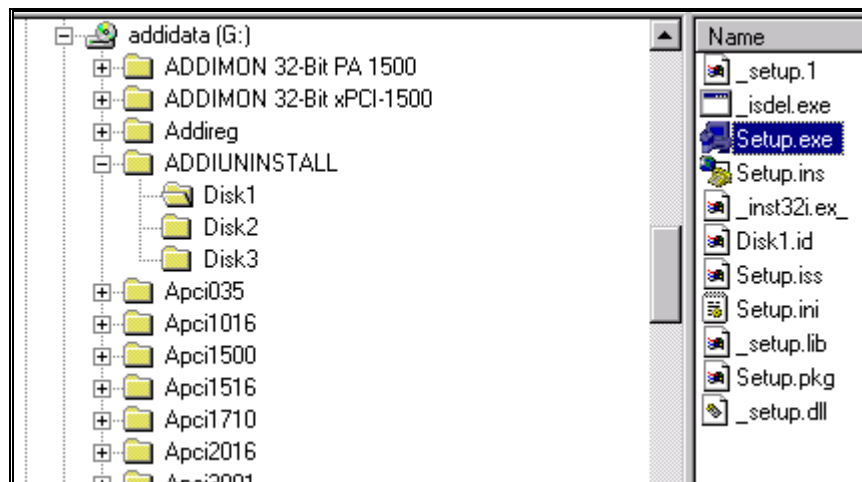 addidata (G:)
ADDIMON 32-Bit PA 1500
ADDIMON 32-Bit xPCI-1500
Addireg
ADDIUNINSTALL
Disk1
Disk2
Disk3
Apci035
Apci1016
Apci1500
Apci1516
Apci1710
Apci2016
Name
_setup.1
_isdel.exe
Setup.exe
Setup.ins
_inst32i.ex_
Disk1.id
Setup.iss
Setup.ini
_setup.lib
Setup.pkg
_setup.dll